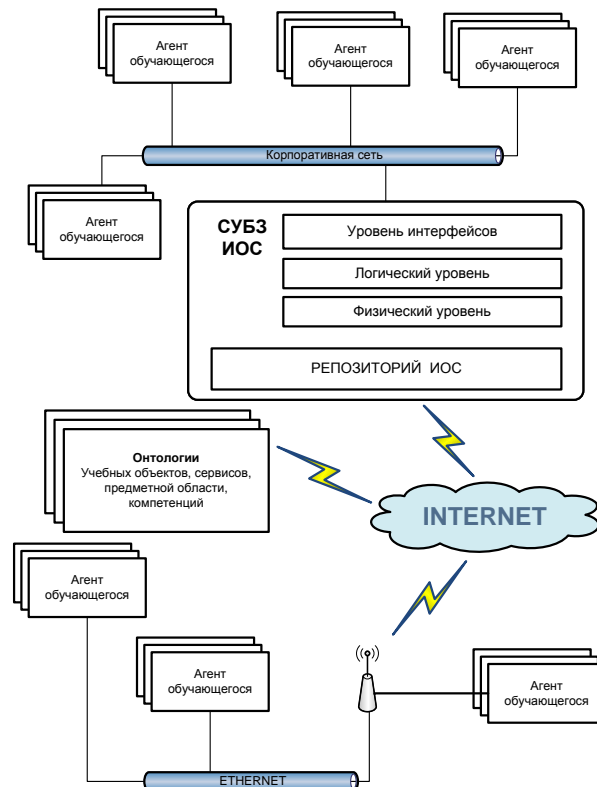 Агент
обучающегося
Агент
обучающегося
Агент
обучающегося
Корпоративная сеть
Агент
обучающегося
СУБЗ
ИОС
Уровень интерфейсов
Логический уровень
Физический уровень
РЕПОЗИТОРИЙ ИОС
Онтологии
Учебных объектов, сервисов,
предметной области,
компетенций
INTERNET
Агент
обучающегося
Агент
обучающегося
Агент
обучающегося
ETHERNET